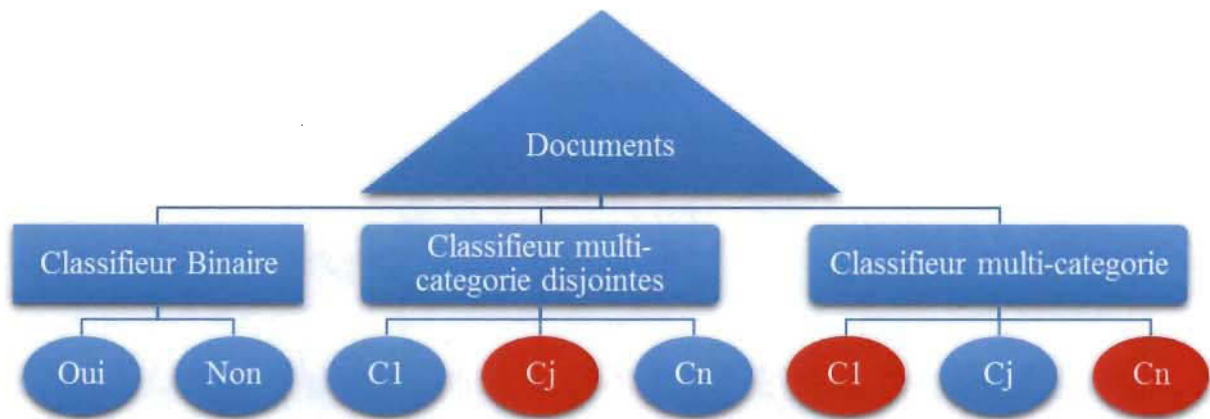 Documents
Classifieur Binaire
Classifieur multi-
categorie disjointes
Classifieur multi-categorie
Oui
Non
C1
Cj
Cn
C1
Cj
Cn